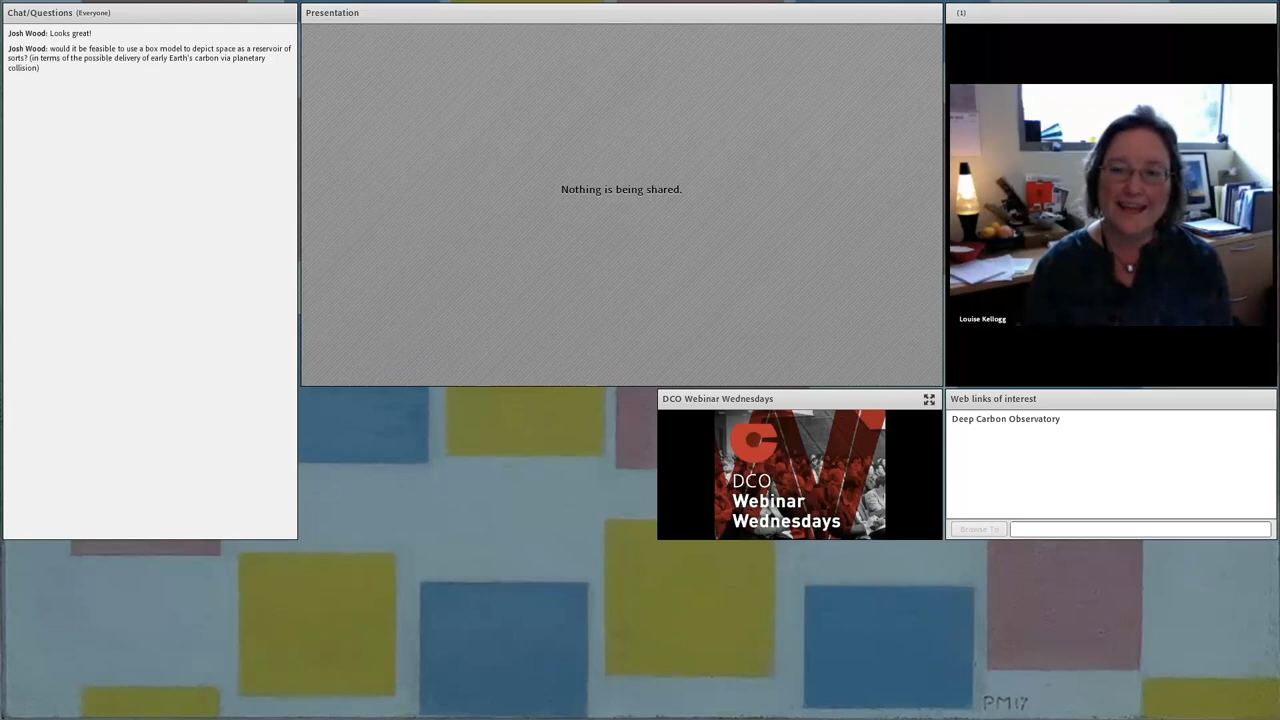 Chat/Questions (Everyone)
Josh Wood: Looks great!
Josh Wood: would it be feasible to use a box model to depict space as a reservoir of
sorts? (in terms of the possible delivery of early Earth's carbon via planetary
collision)
Presentation
Nothing is being shared.
(1)
Louise Kellogg
DCO Webinar Wednesdays
DCO
Webinar
Wednesdays
Web links of interest
Deep Carbon Observatory
Browse To
PM17